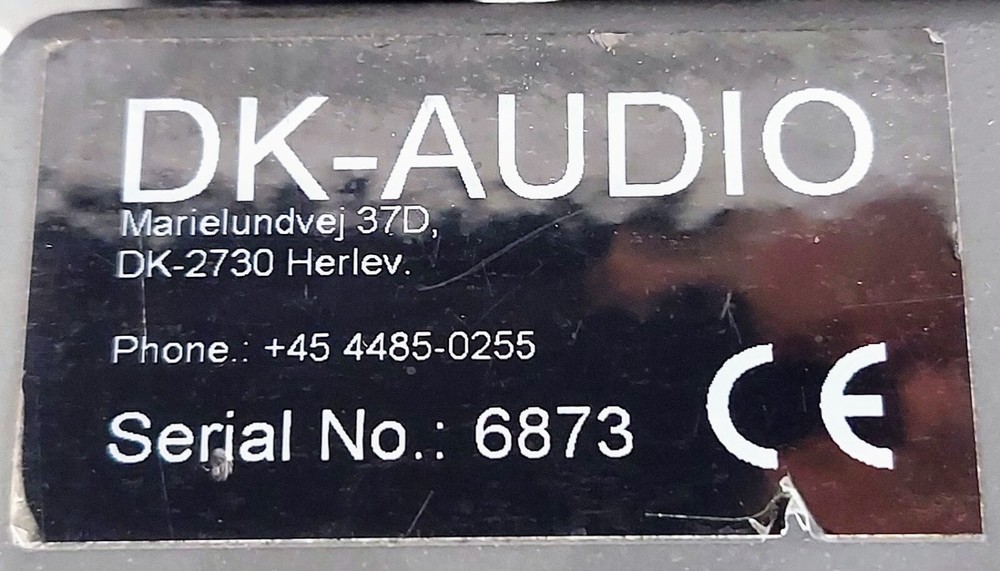 DK-AUDIO
Marielundvej 37D,
DK-2730 Herlev.
Phone.: +45 4485-0255
Serial No.: 6873
CE